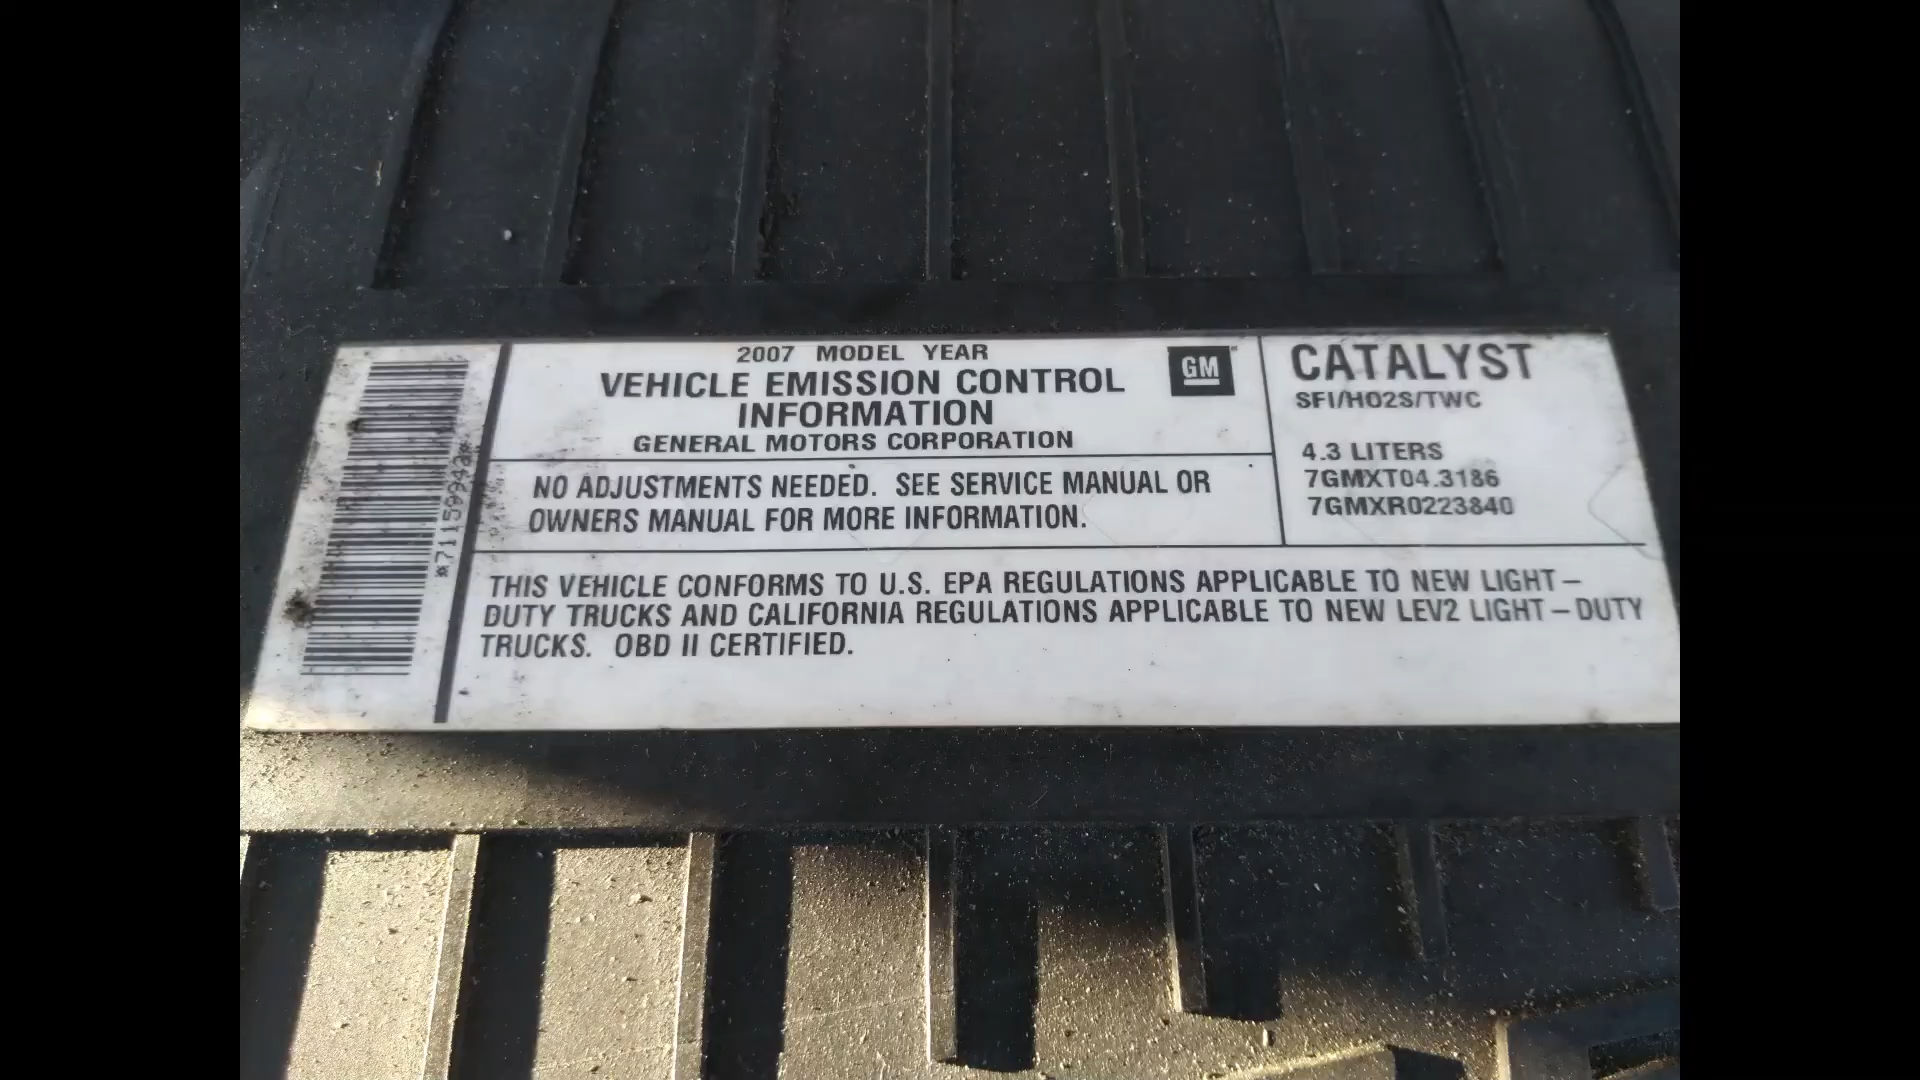 2007 MODEL YEAR
VEHICLE EMISSION CONTROL
INFORMATION
GENERAL MOTORS CORPORATION
GM
NO ADJUSTMENTS NEEDED. SEE SERVICE MANUAL OR
OWNERS MANUAL FOR MORE INFORMATION.
CATALYST
SFI/HO2S/TWC
4.3 LITERS
7GMXT04.3186
7GMXR0223840
THIS VEHICLE CONFORMS TO U.S. EPA REGULATIONS APPLICABLE TO NEW LIGHT–
DUTY TRUCKS AND CALIFORNIA REGULATIONS APPLICABLE TO NEW LEV2 LIGHT–DUTY
TRUCKS. OBD II CERTIFIED.